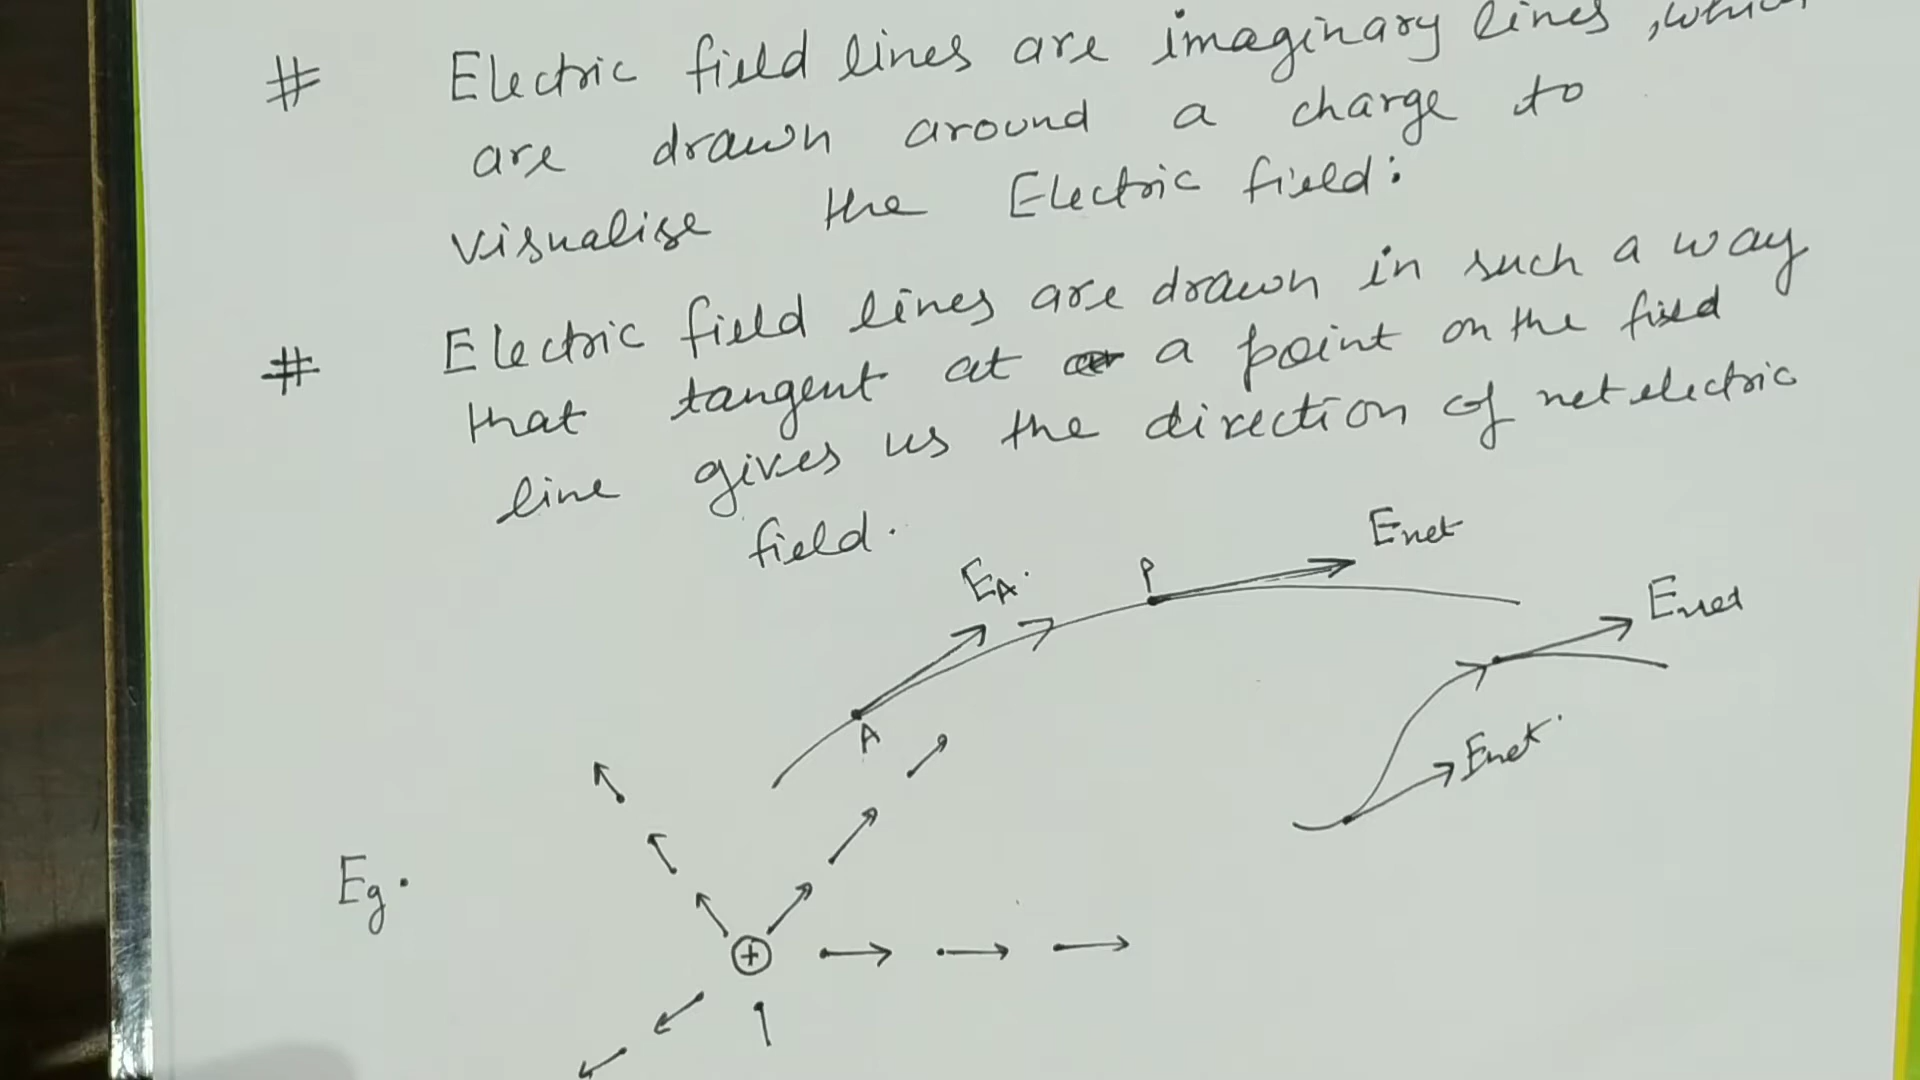 # Electric field lines are imaginary lines, which
are drawn around a charge to
visualise the Electric field:
# Electric field lines are drawn in such a way
that tangent at a point on the field
line gives us the direction of net electric
field.
Enet
EA.
P
Enet
A
Enet.
Eg.
+